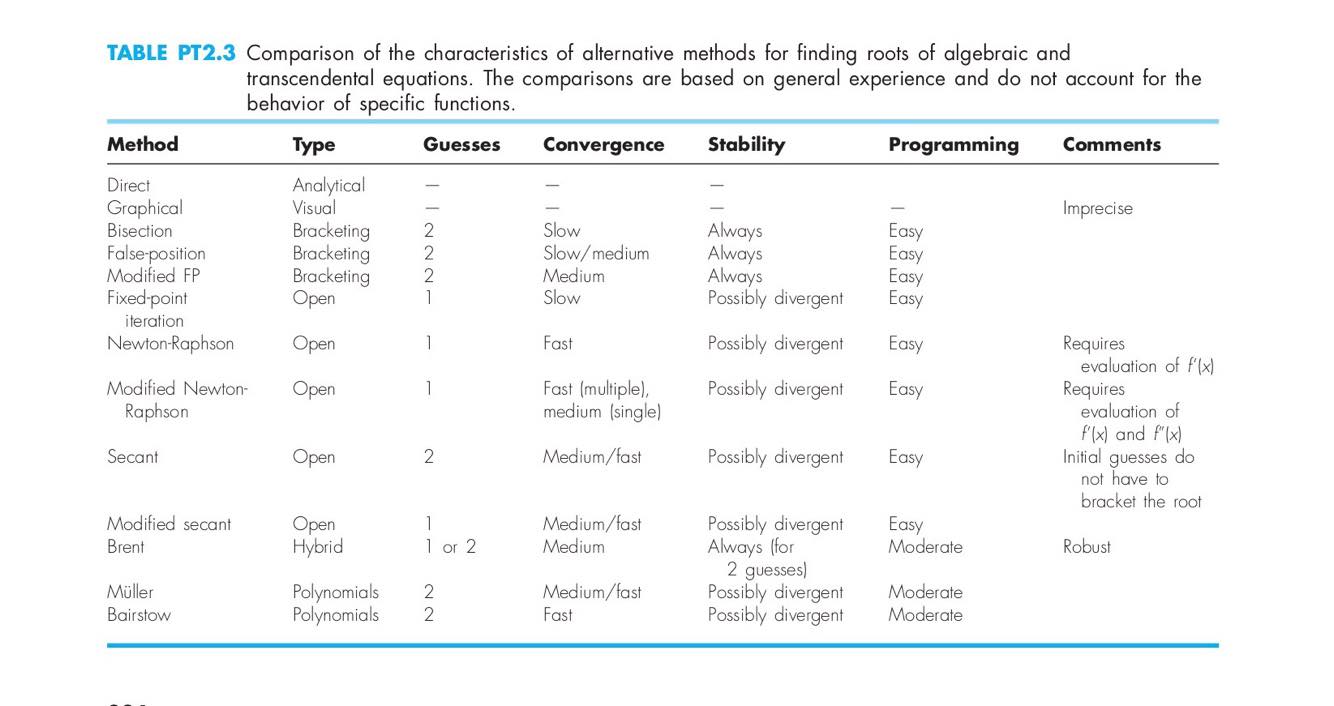 TABLE PT2.3 Comparison of the characteristics of alternative methods for finding roots of algebraic and
transcendental equations. The comparisons are based on general experience and do not account for the
behavior of specific functions.
Method Type Guesses Convergence Stability Programming Comments
Direct Analytical — — —
Graphical Visual — — — — Imprecise
Bisection Bracketing 2 Slow Always Easy
False-position Bracketing 2 Slow/medium Always Easy
Modified FP Bracketing 2 Medium Always Easy
Fixed-point Open 1 Slow Possibly divergent Easy
iteration
Newton-Raphson Open 1 Fast Possibly divergent Easy Requires
evaluation of f′(x)
Modified Newton- Open 1 Fast (multiple), Possibly divergent Easy Requires
Raphson medium (single) evaluation of
f′(x) and f″(x)
Secant Open 2 Medium/fast Possibly divergent Easy Initial guesses do
not have to
bracket the root
Modified secant Open 1 Medium/fast Possibly divergent Easy
Brent Hybrid 1 or 2 Medium Always (for Moderate Robust
2 guesses)
Müller Polynomials 2 Medium/fast Possibly divergent Moderate
Bairstow Polynomials 2 Fast Possibly divergent Moderate